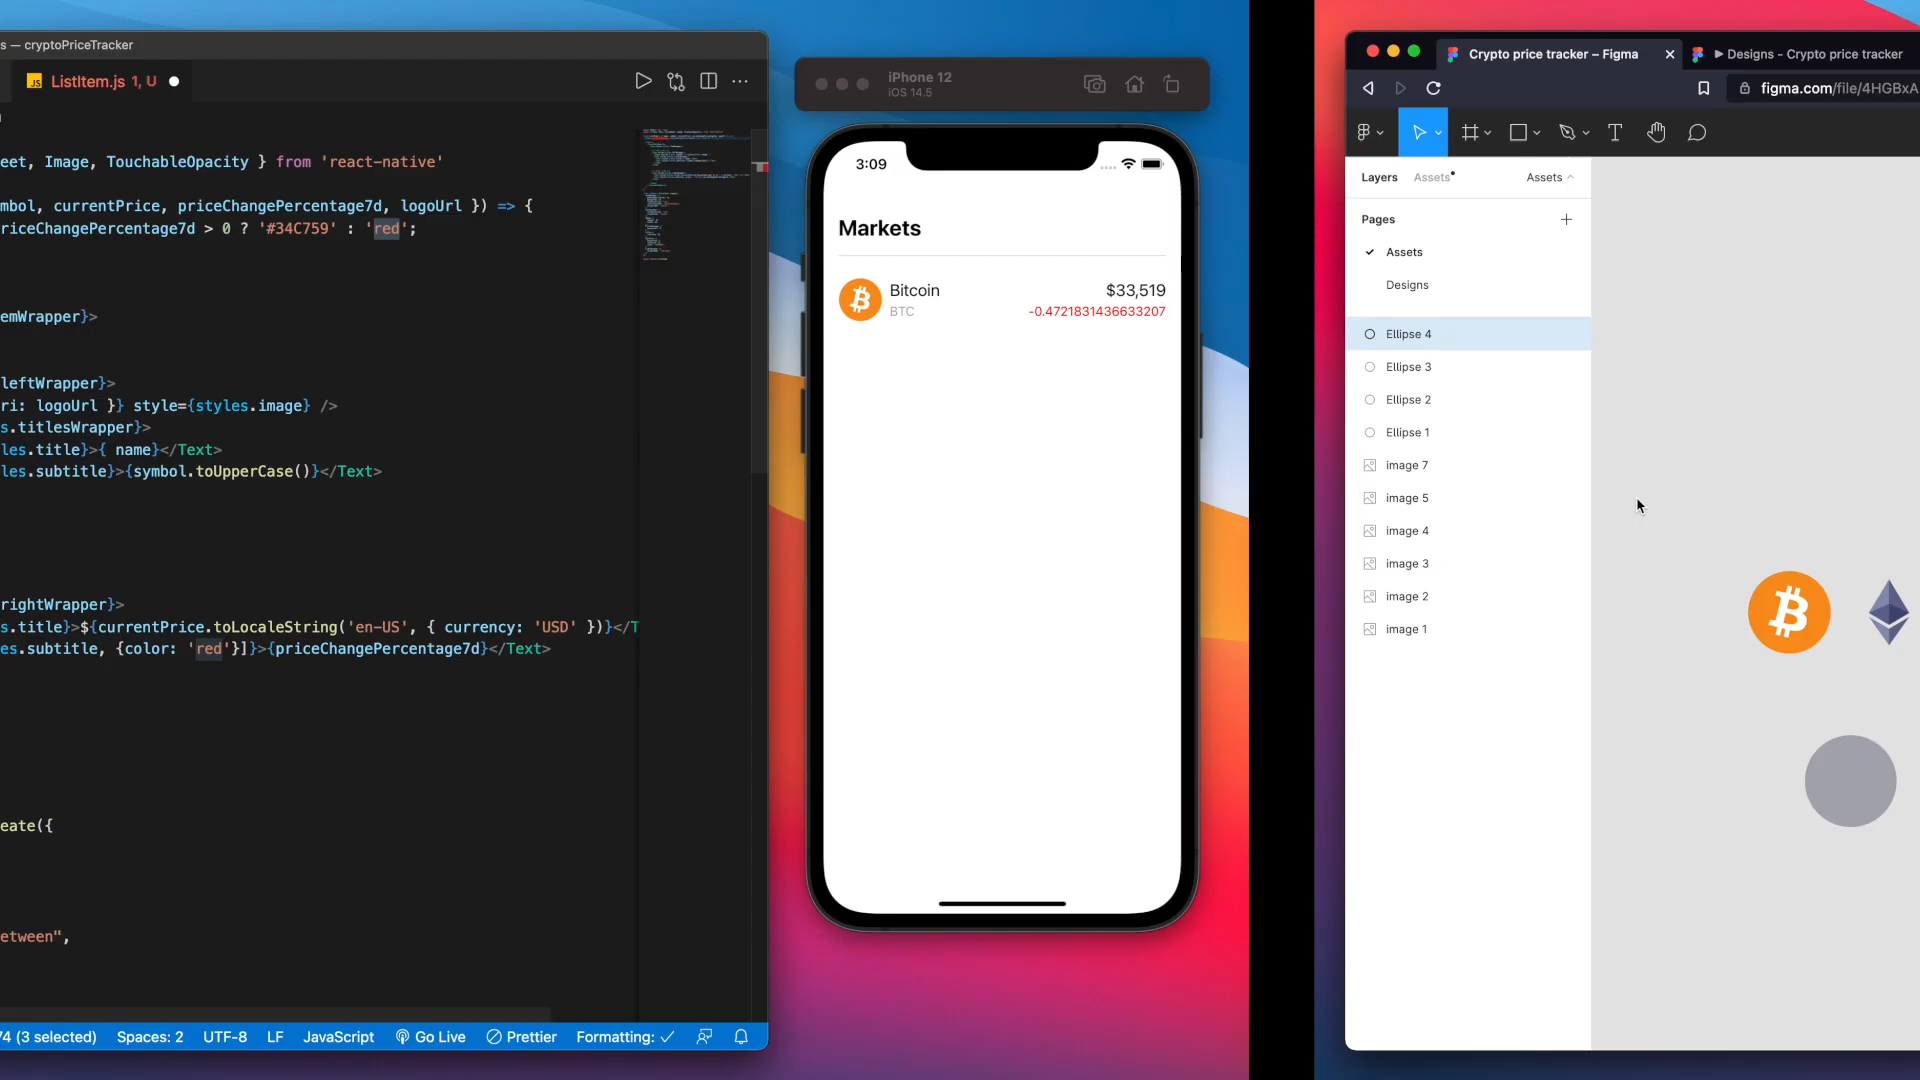 s — cryptoPriceTracker
JS ListItem.js 1, U
eet, Image, TouchableOpacity } from 'react-native'
mbol, currentPrice, priceChangePercentage7d, logoUrl }) => {
riceChangePercentage7d > 0 ? '#34C759' : 'red';
emWrapper}>
leftWrapper}>
ri: logoUrl }} style={styles.image} />
s.titlesWrapper}>
les.title}>{ name}</Text>
les.subtitle}>{symbol.toUpperCase()}</Text>
rightWrapper}>
s.title}>${currentPrice.toLocaleString('en-US', { currency: 'USD' })}</T
es.subtitle, {color: 'red'}]}>{priceChangePercentage7d}</Text>
eate({
etween",
74 (3 selected) Spaces: 2 UTF-8 LF JavaScript Go Live Prettier Formatting:
iPhone 12
iOS 14.5
3:09
Markets
Bitcoin $33,519
BTC -0.4721831436633207
Crypto price tracker – Figma
Designs - Crypto price tracker
figma.com/file/4HGBxA
Layers Assets Assets
Pages
Assets
Designs
Ellipse 4
Ellipse 3
Ellipse 2
Ellipse 1
image 7
image 5
image 4
image 3
image 2
image 1